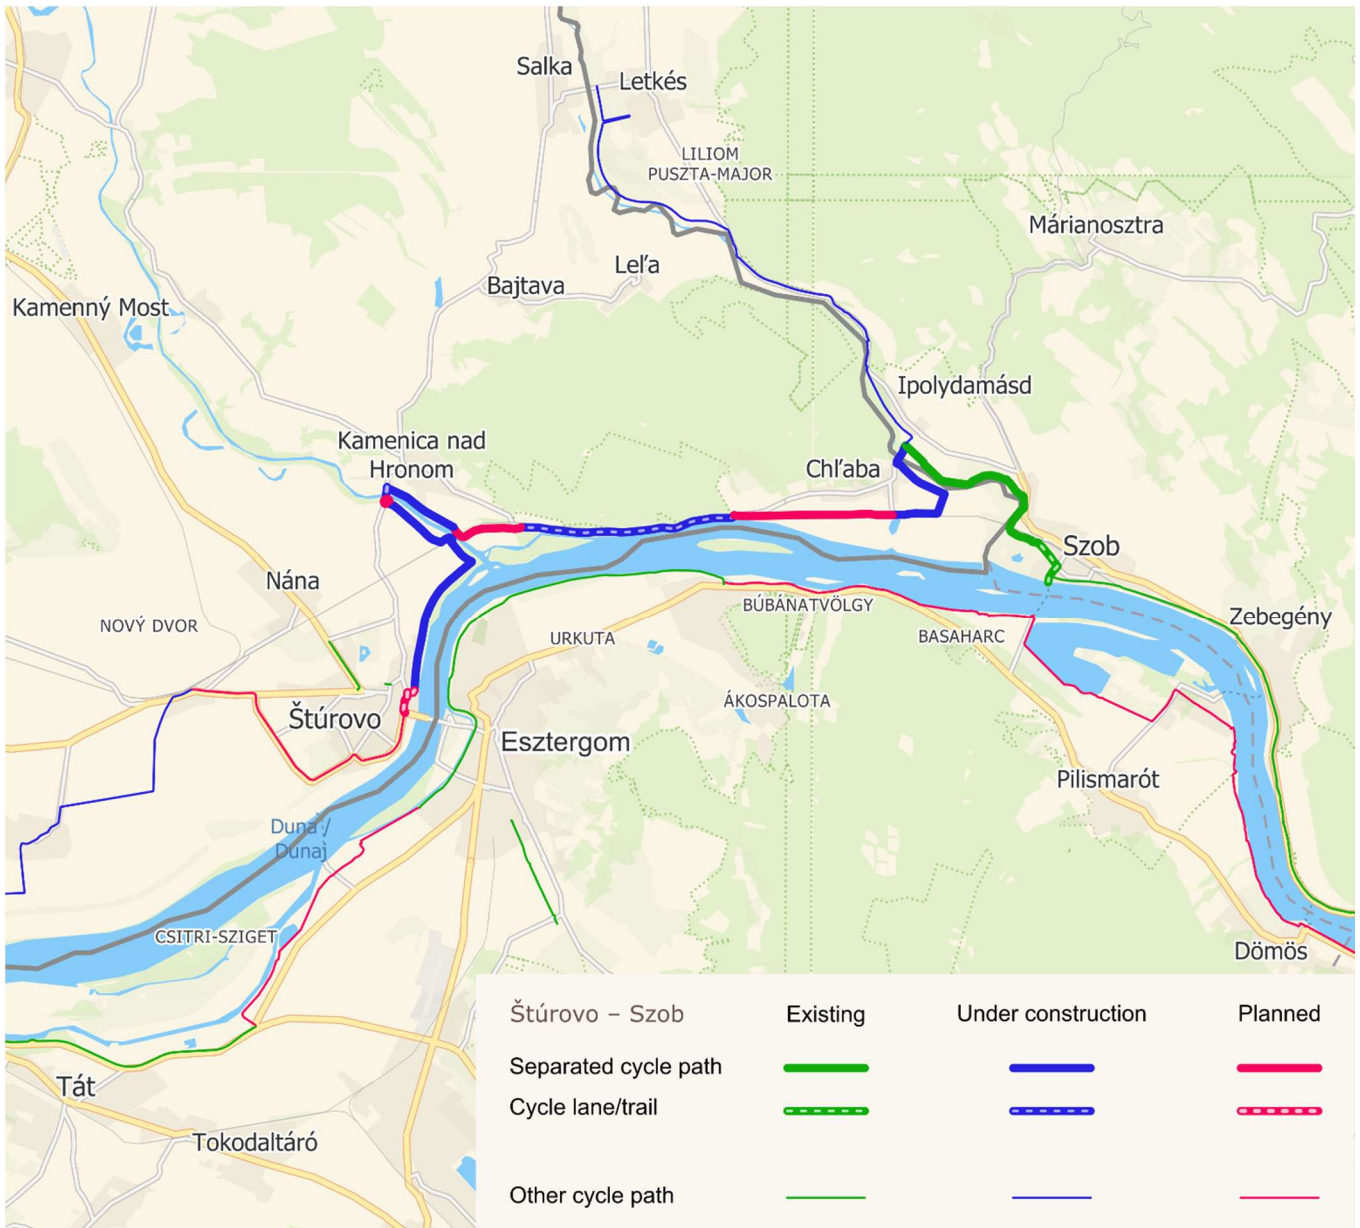 Salka
Letkés
LILIOM
PUSZTA-MAJOR
Márianosztra
Leľa
Bajtava
Kamenný Most
Ipolydamásd
Kamenica nad
Hronom
Chľaba
Szob
Nána
BÚBÁNATVÖLGY
Zebegény
NOVÝ DVOR
URKUTA
BASAHARC
ÁKOSPALOTA
Štúrovo
Esztergom
Pilismarót
Duna /
Dunaj
CSITRI-SZIGET
Dömös
Štúrovo – Szob Existing Under construction Planned
Separated cycle path
Cycle lane/trail
Tát
Tokodaltáró
Other cycle path